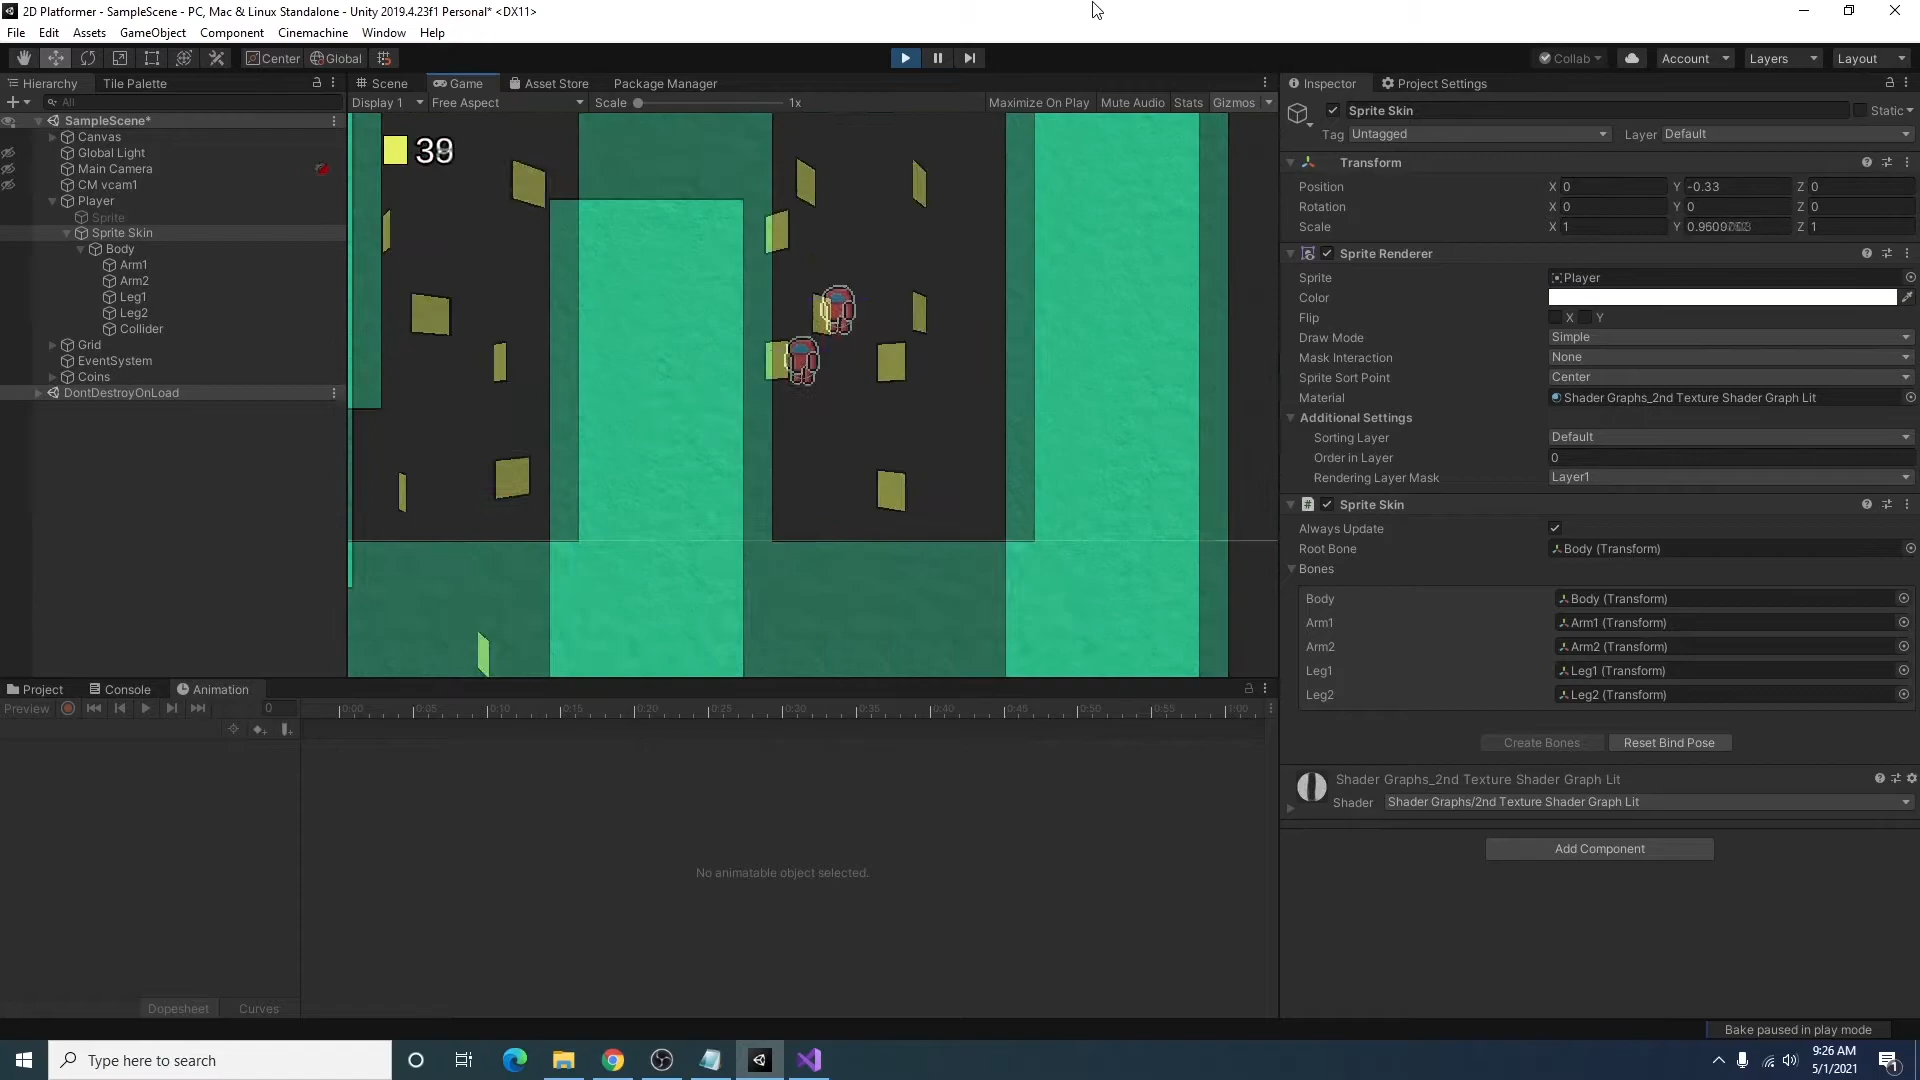 2D Platformer - SampleScene - PC, Mac & Linux Standalone - Unity 2019.4.23f1 Personal* <DX11>
File Edit Assets GameObject Component Cinemachine Window Help
Center Global Collab Account Layers Layout
Hierarchy Tile Palette
All
SampleScene*
Canvas
Global Light
Main Camera
CM vcam1
Player
Sprite
Sprite Skin
Body
Arm1
Arm2
Leg1
Leg2
Collider
Grid
EventSystem
Coins
DontDestroyOnLoad
Scene Game Asset Store Package Manager
Display 1 Free Aspect Scale 1x Maximize On Play Mute Audio Stats Gizmos
Inspector Project Settings
Sprite Skin Static
Tag Untagged Layer Default
Transform
Position X 0 Y -0.33 Z 0
Rotation X 0 Y 0 Z 0
Scale X 1 Y Z 1
Sprite Renderer
Sprite Player
Color
Flip X Y
Draw Mode Simple
Mask Interaction None
Sprite Sort Point Center
Material Shader Graphs_2nd Texture Shader Graph Lit
Additional Settings
Sorting Layer Default
Order in Layer 0
Rendering Layer Mask Layer1
Sprite Skin
Always Update
Root Bone Body (Transform)
Bones
Body Body (Transform)
Arm1 Arm1 (Transform)
Arm2 Arm2 (Transform)
Leg1 Leg1 (Transform)
Leg2 Leg2 (Transform)
Create Bones Reset Bind Pose
Shader Graphs_2nd Texture Shader Graph Lit
Shader Shader Graphs/2nd Texture Shader Graph Lit
Add Component
Project Console Animation
Preview 0 0:00 0:05 0:10 0:15 0:20 0:25 0:30 0:35 0:40 0:45 0:50 0:55 1:00
No animatable object selected.
Dopesheet Curves
Bake paused in play mode
Type here to search
9:26 AM
5/1/2021
1